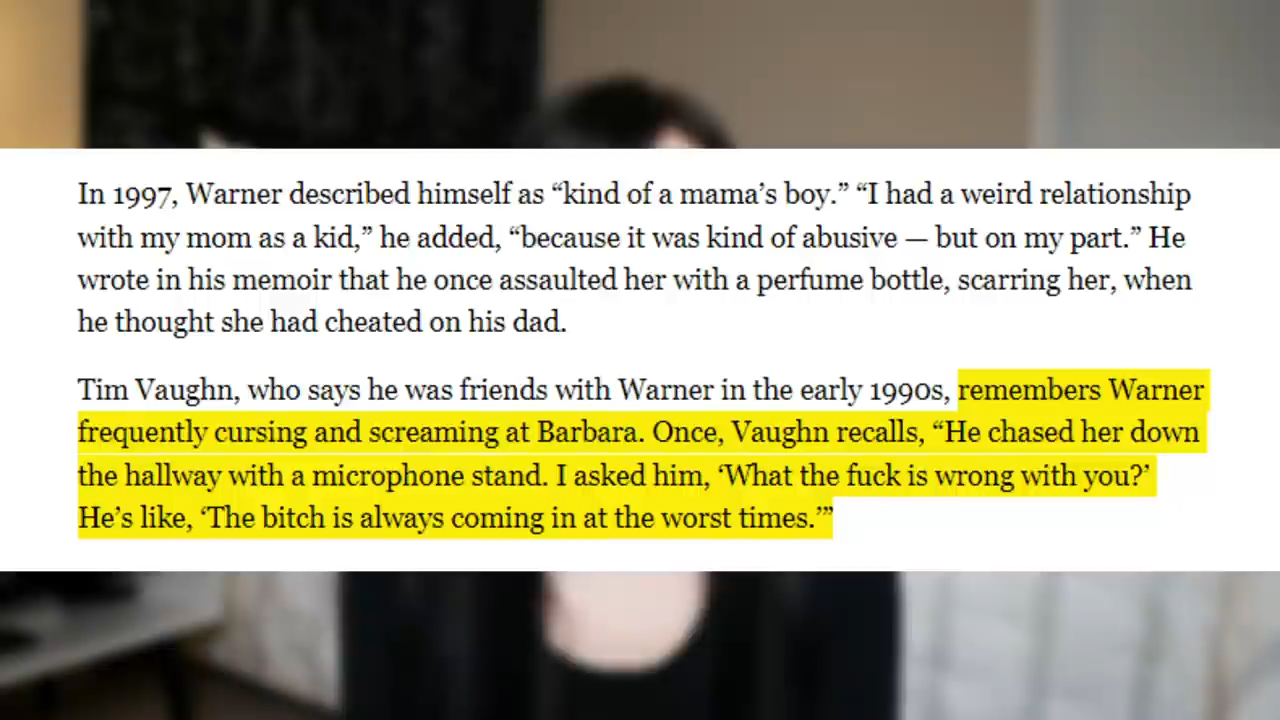 In 1997, Warner described himself as “kind of a mama’s boy.” “I had a weird relationship
with my mom as a kid,” he added, “because it was kind of abusive — but on my part.” He
wrote in his memoir that he once assaulted her with a perfume bottle, scarring her, when
he thought she had cheated on his dad.
Tim Vaughn, who says he was friends with Warner in the early 1990s, remembers Warner
frequently cursing and screaming at Barbara. Once, Vaughn recalls, “He chased her down
the hallway with a microphone stand. I asked him, ‘What the fuck is wrong with you?’
He’s like, ‘The bitch is always coming in at the worst times.’”